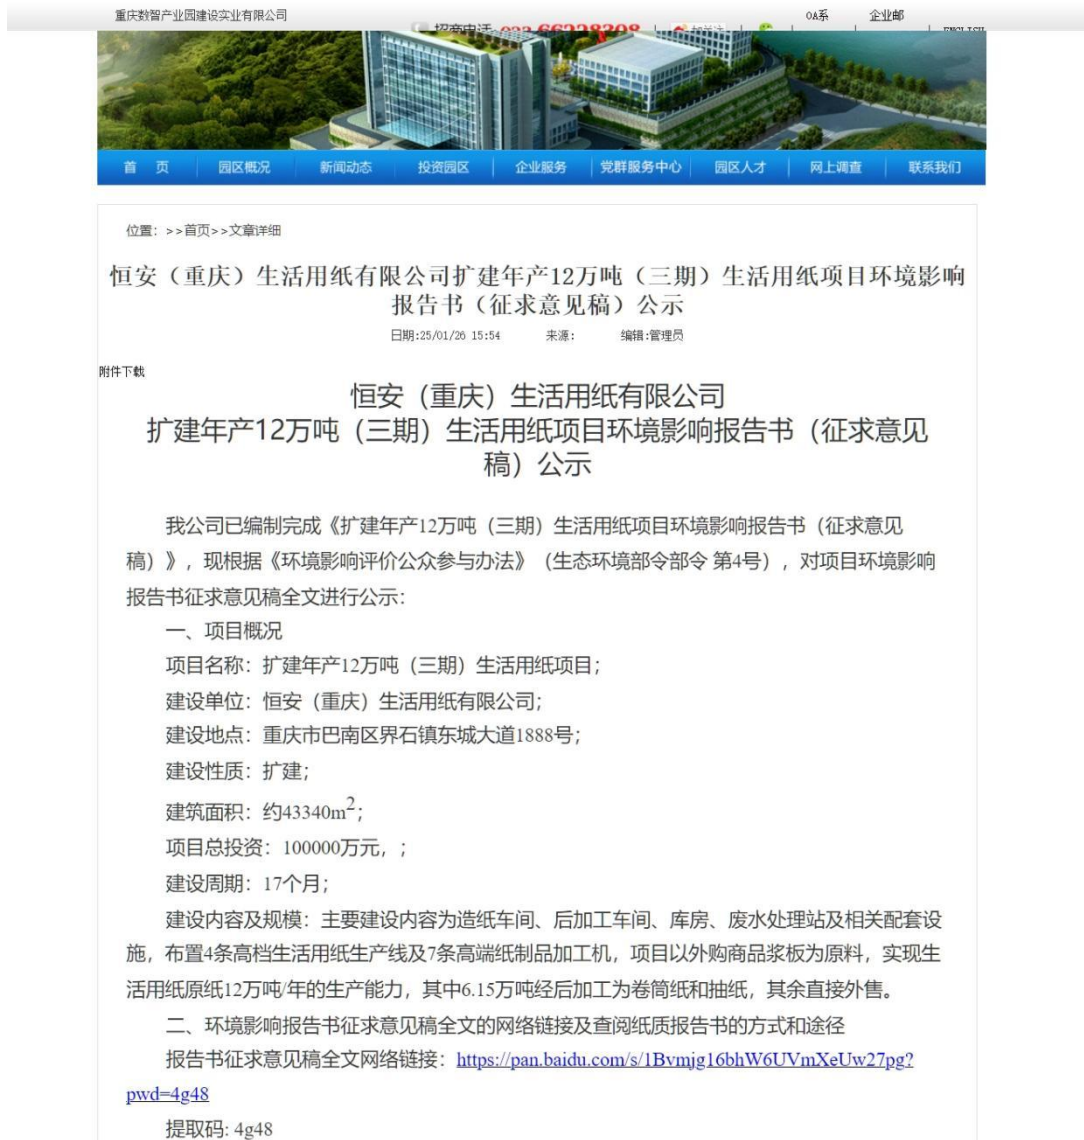 重庆数智产业园建设实业有限公司
OA系 企业邮
招商电话 023-66228308 加关注 ENGLISH
首 页 园区概况 新闻动态 投资园区 企业服务 党群服务中心 园区人才 网上调查 联系我们
位置：>>首页>>文章详细
恒安（重庆）生活用纸有限公司扩建年产12万吨（三期）生活用纸项目环境影响
报告书（征求意见稿）公示
日期:25/01/26 15:54 来源: 编辑:管理员
附件下载
恒安（重庆）生活用纸有限公司
扩建年产12万吨（三期）生活用纸项目环境影响报告书（征求意见
稿）公示
我公司已编制完成《扩建年产12万吨（三期）生活用纸项目环境影响报告书（征求意见
稿）》，现根据《环境影响评价公众参与办法》（生态环境部令部令 第4号），对项目环境影响
报告书征求意见稿全文进行公示：
一、项目概况
项目名称：扩建年产12万吨（三期）生活用纸项目；
建设单位：恒安（重庆）生活用纸有限公司；
建设地点：重庆市巴南区界石镇东城大道1888号；
建设性质：扩建；
建筑面积：约43340m²；
项目总投资：100000万元，；
建设周期：17个月；
建设内容及规模：主要建设内容为造纸车间、后加工车间、库房、废水处理站及相关配套设
施，布置4条高档生活用纸生产线及7条高端纸制品加工机，项目以外购商品浆板为原料，实现生
活用纸原纸12万吨/年的生产能力，其中6.15万吨经后加工为卷筒纸和抽纸，其余直接外售。
二、环境影响报告书征求意见稿全文的网络链接及查阅纸质报告书的方式和途径
报告书征求意见稿全文网络链接：https://pan.baidu.com/s/1Bvmjg16bhW6UVmXeUw27pg?
pwd=4g48
提取码: 4g48